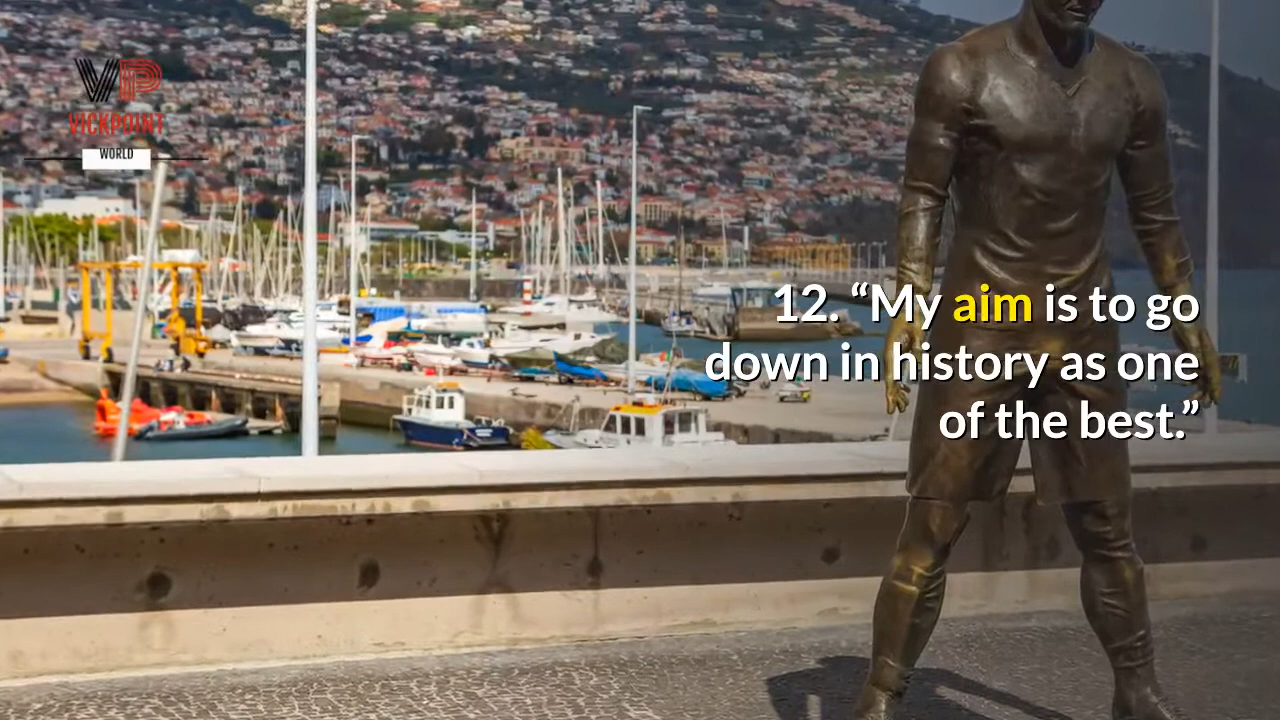 VP
VICKPOINT
WORLD
12. “My aim is to go
down in history as one
of the best.”